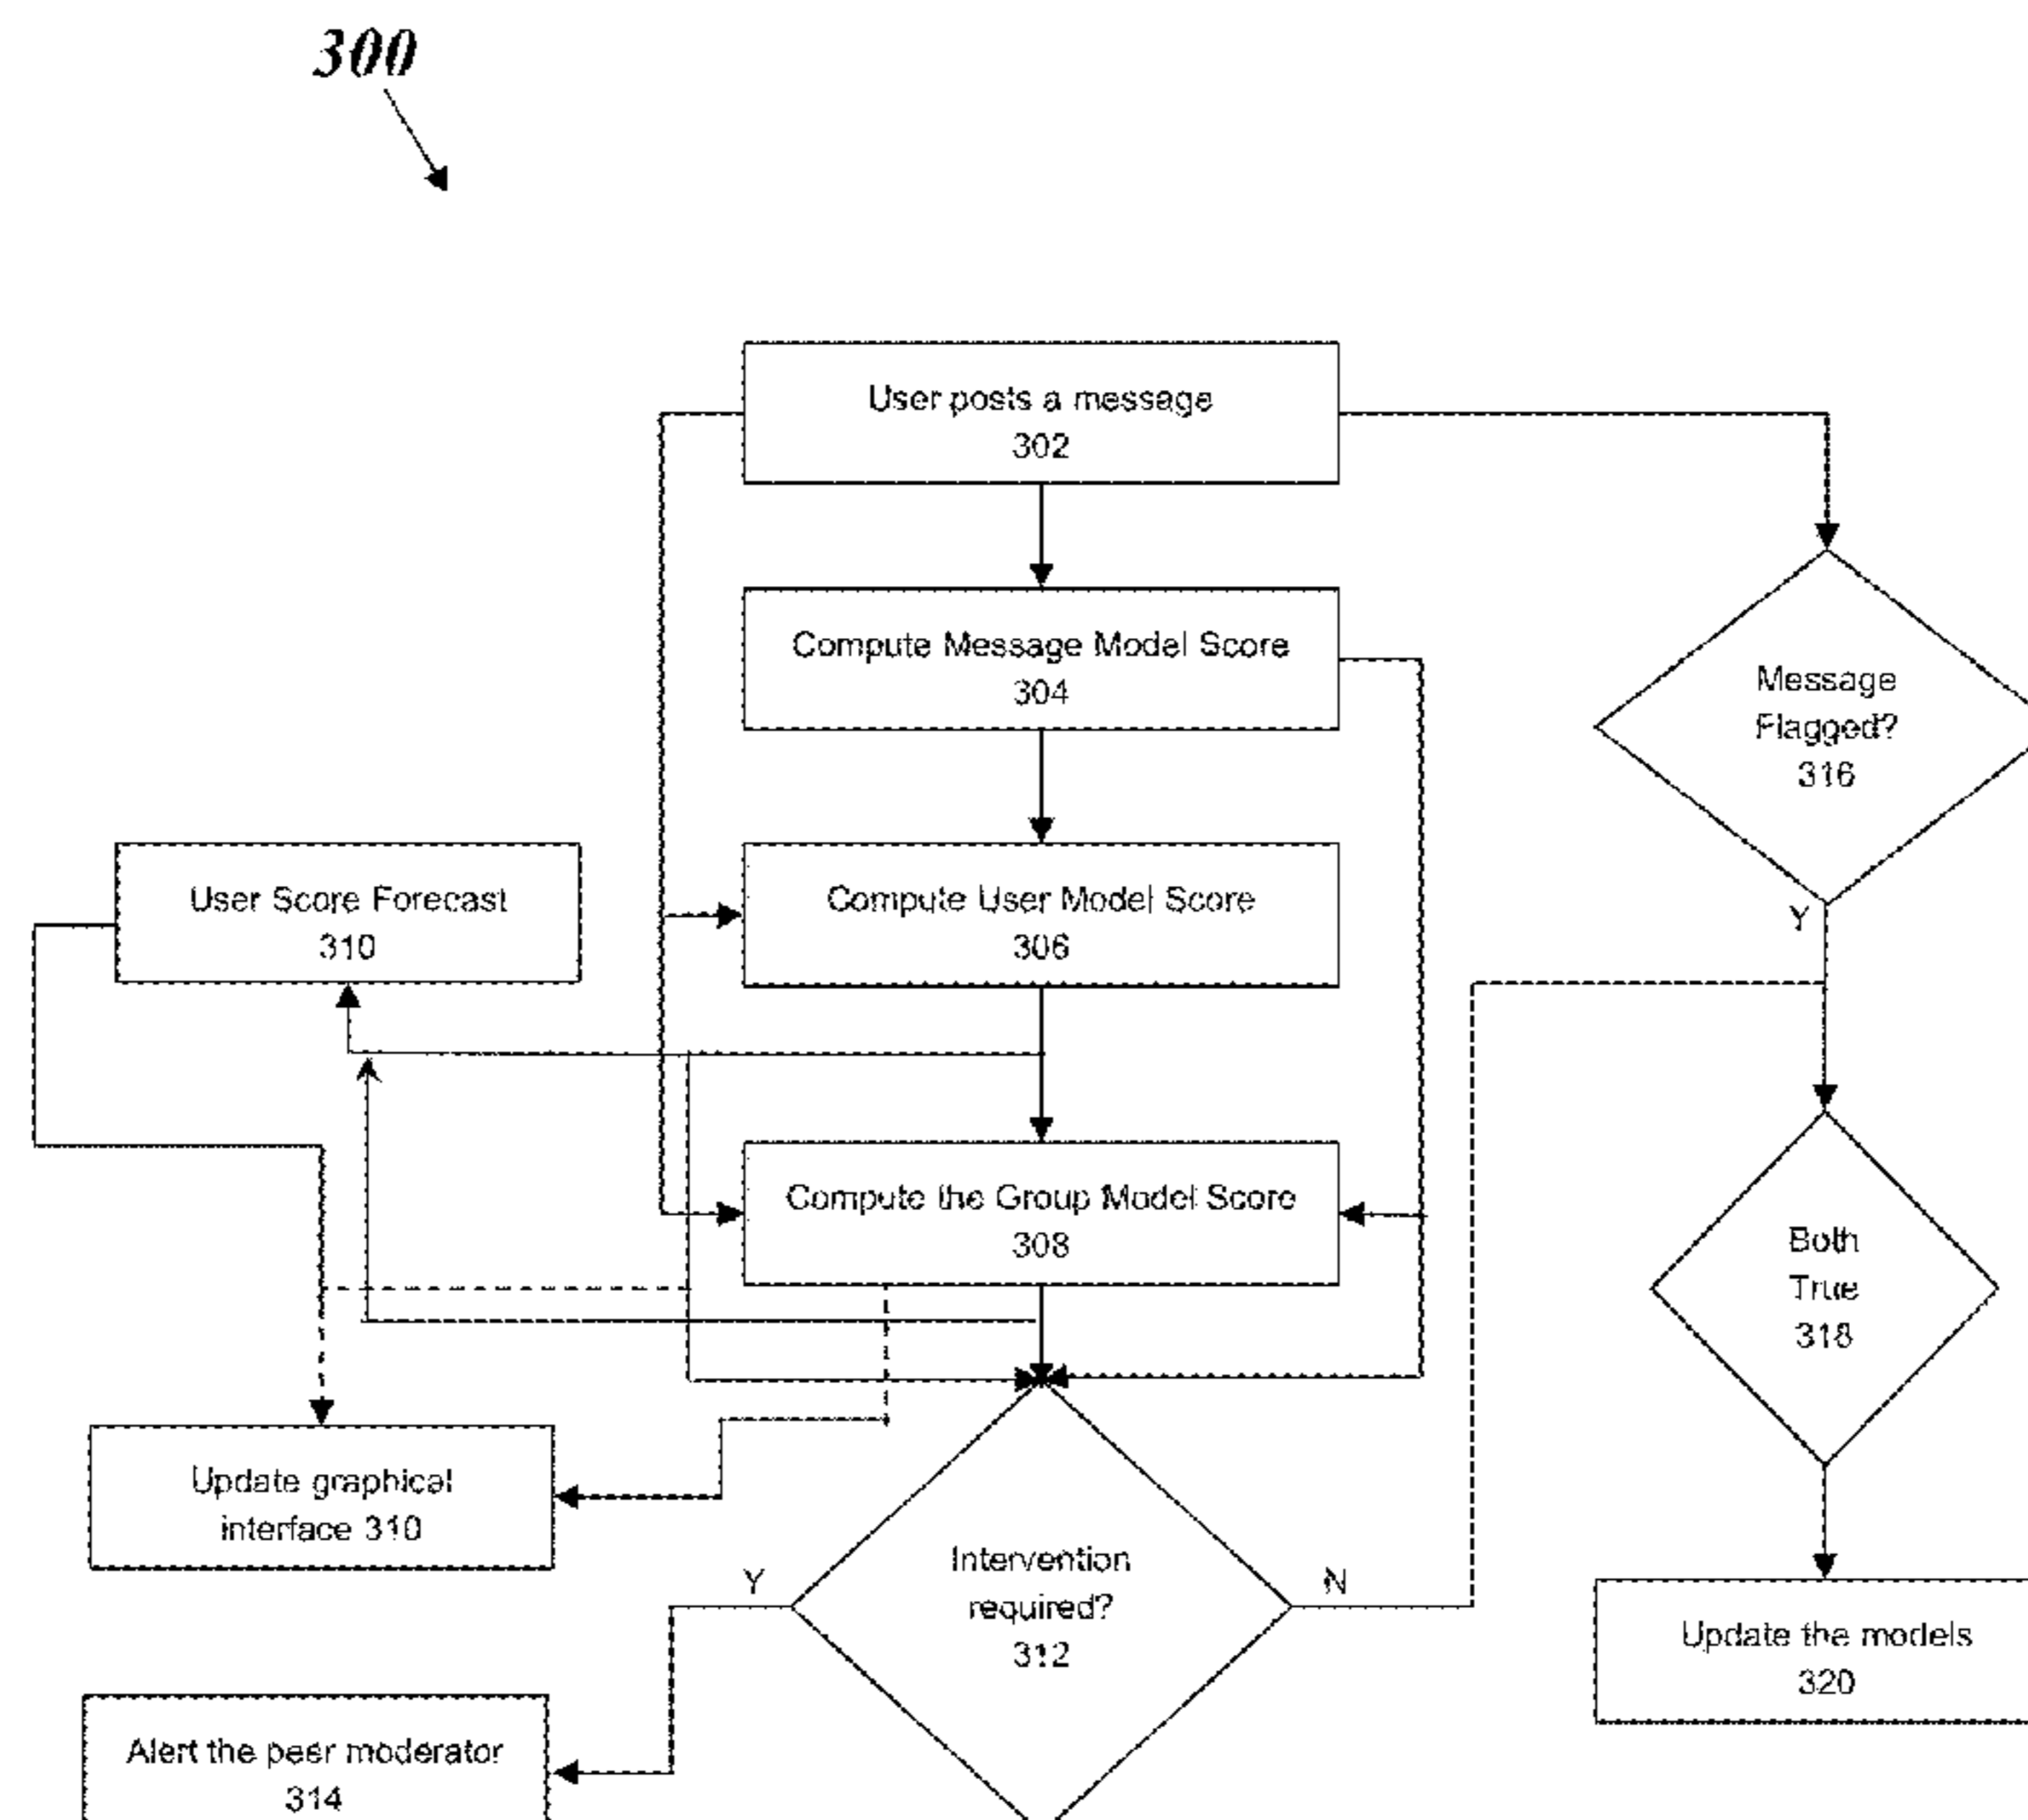 300
User posts a message
302
Compute Message Model Score
304
Message
Flagged?
316
User Score Forecast
310
Compute User Model Score
306
Y
Compute the Group Model Score
308
Both
True
318
Update graphical
interface 310
Intervention
required?
312
Y
N
Update the models
320
Alert the peer moderator
314